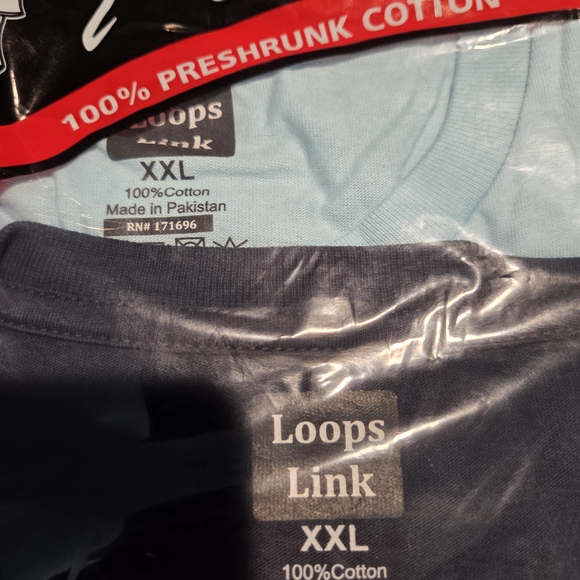 100% PRESHRUNK COTTON
Loops
Link
XXL
100%Cotton
Made in Pakistan
RN# 171696
Loops
Link
XXL
100%Cotton